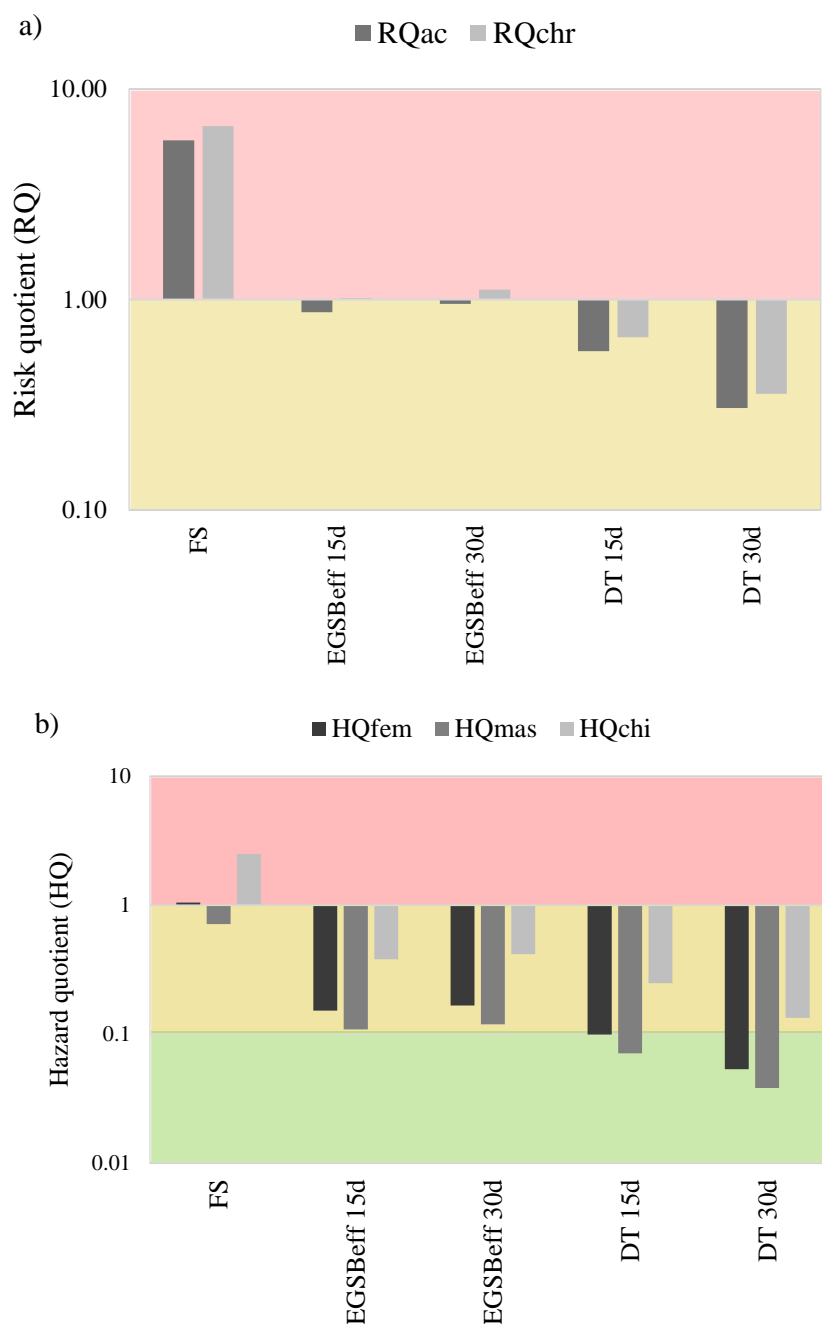 a)
RQac RQchr
10.00
1.00
0.10
Risk quotient (RQ)
FS
EGSBeff 15d
EGSBeff 30d
DT 15d
DT 30d
b)
HQfem HQmas HQchi
10
1
0.1
0.01
Hazard quotient (HQ)
FS
EGSBeff 15d
EGSBeff 30d
DT 15d
DT 30d